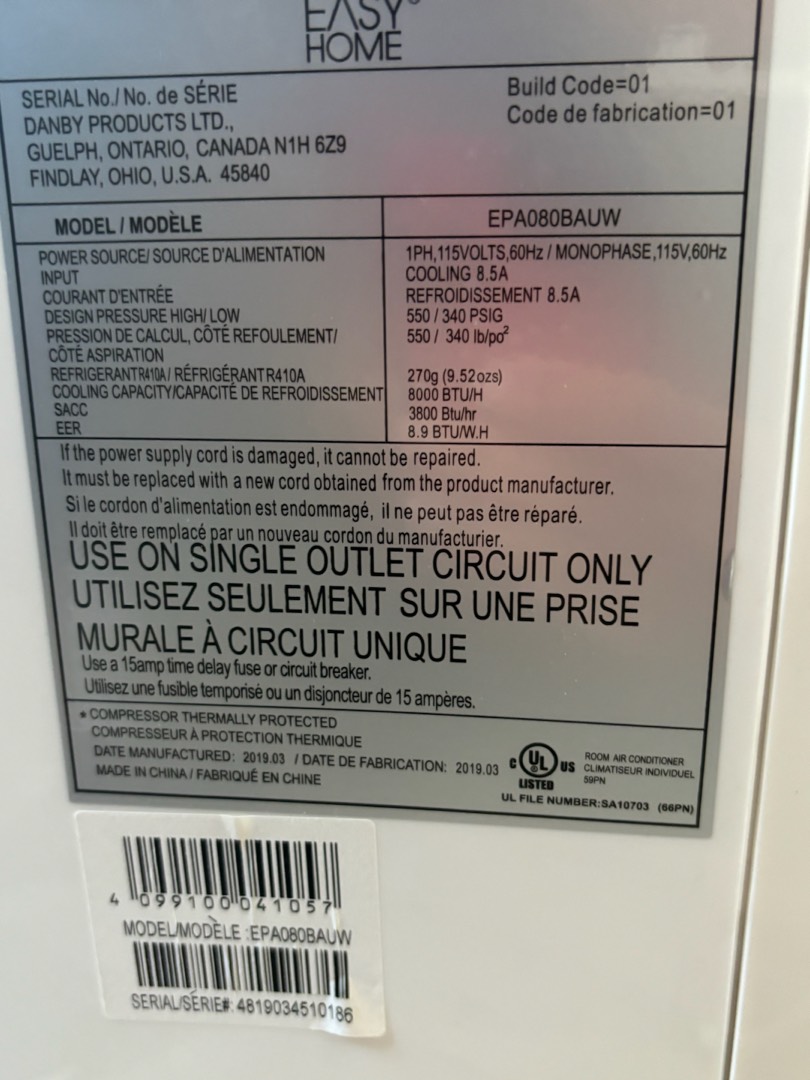 EASY
HOME
SERIAL No./ No. de SÉRIE
DANBY PRODUCTS LTD.,
GUELPH, ONTARIO, CANADA N1H 6Z9
FINDLAY, OHIO, U.S.A. 45840
Build Code=01
Code de fabrication=01
MODEL / MODÈLE EPA080BAUW
POWER SOURCE/ SOURCE D'ALIMENTATION 1PH,115VOLTS,60Hz / MONOPHASE,115V,60Hz
INPUT COOLING 8.5A
COURANT D'ENTRÉE REFROIDISSEMENT 8.5A
DESIGN PRESSURE HIGH/ LOW 550 / 340 PSIG
PRESSION DE CALCUL, CÔTÉ REFOULEMENT/ 550 / 340 lb/po²
CÔTÉ ASPIRATION
REFRIGERANT R410A/ RÉFRIGÉRANT R410A 270g (9.52ozs)
COOLING CAPACITY/CAPACITÉ DE REFROIDISSEMENT 8000 BTU/H
SACC 3800 Btu/hr
EER 8.9 BTU/W.H
If the power supply cord is damaged, it cannot be repaired.
It must be replaced with a new cord obtained from the product manufacturer.
Si le cordon d'alimentation est endommagé, il ne peut pas être réparé.
Il doit être remplacé par un nouveau cordon du manufacturier.
USE ON SINGLE OUTLET CIRCUIT ONLY
UTILISEZ SEULEMENT SUR UNE PRISE
MURALE À CIRCUIT UNIQUE
Use a 15amp time delay fuse or circuit breaker.
Utilisez une fusible temporisé ou un disjoncteur de 15 ampères.
* COMPRESSOR THERMALLY PROTECTED
COMPRESSEUR À PROTECTION THERMIQUE
DATE MANUFACTURED: 2019.03 / DATE DE FABRICATION: 2019.03
MADE IN CHINA / FABRIQUÉ EN CHINE
C UL US
LISTED
ROOM AIR CONDITIONER
CLIMATISEUR INDIVIDUEL
59PN
UL FILE NUMBER:SA10703 (66PN)
4 099100 041057
MODEL/MODÈLE :EPA080BAUW
SERIAL/SÉRIE#: 4819034510186